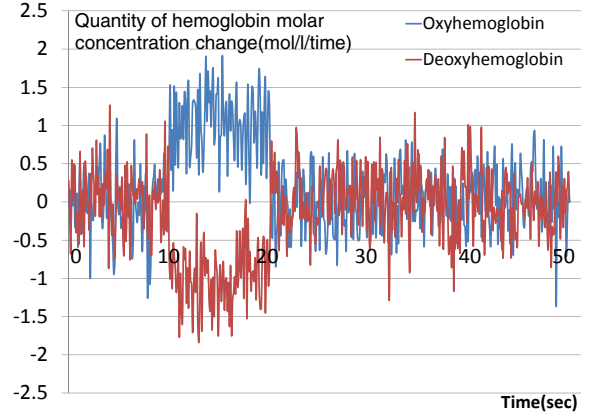 Quantity of hemoglobin molar
concentration change(mol/l/time)
Oxyhemoglobin
Deoxyhemoglobin
2.5
2
1.5
1
0.5
0
-0.5
-1
-1.5
-2
-2.5
0 10 20 30 40 50
Time(sec)